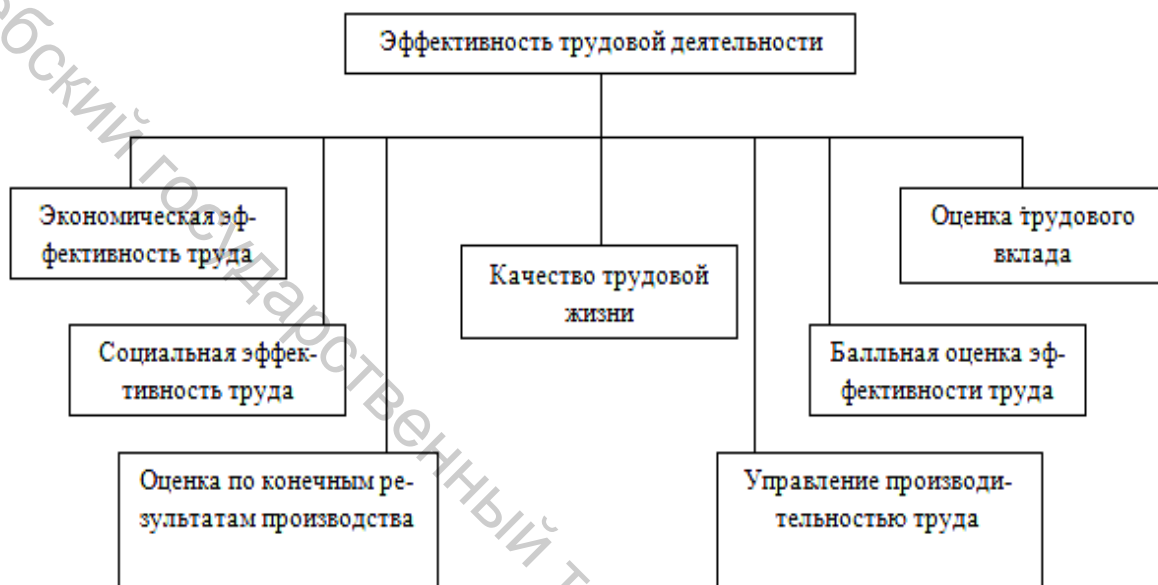 Эффективность трудовой деятельности
Экономическая эф-
фективность труда
Оценка трудового
вклада
Качество трудовой
жизни
Социальная эффек-
тивность труда
Балльная оценка эф-
фективности труда
Оценка по конечным ре-
зультатам производства
Управление производи-
тельностью труда
государственный